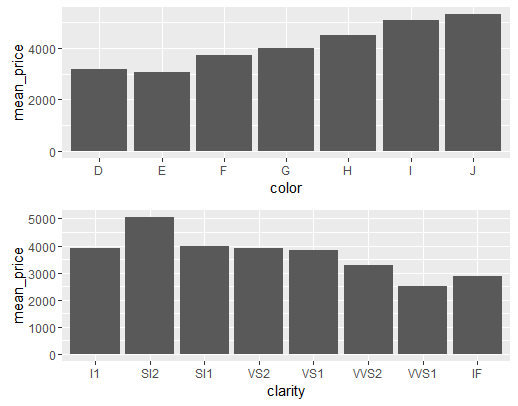 mean_price
4000
2000
0
D E F G H I J
color
mean_price
5000
4000
3000
2000
1000
0
I1 SI2 SI1 VS2 VS1 VVS2 VVS1 IF
clarity